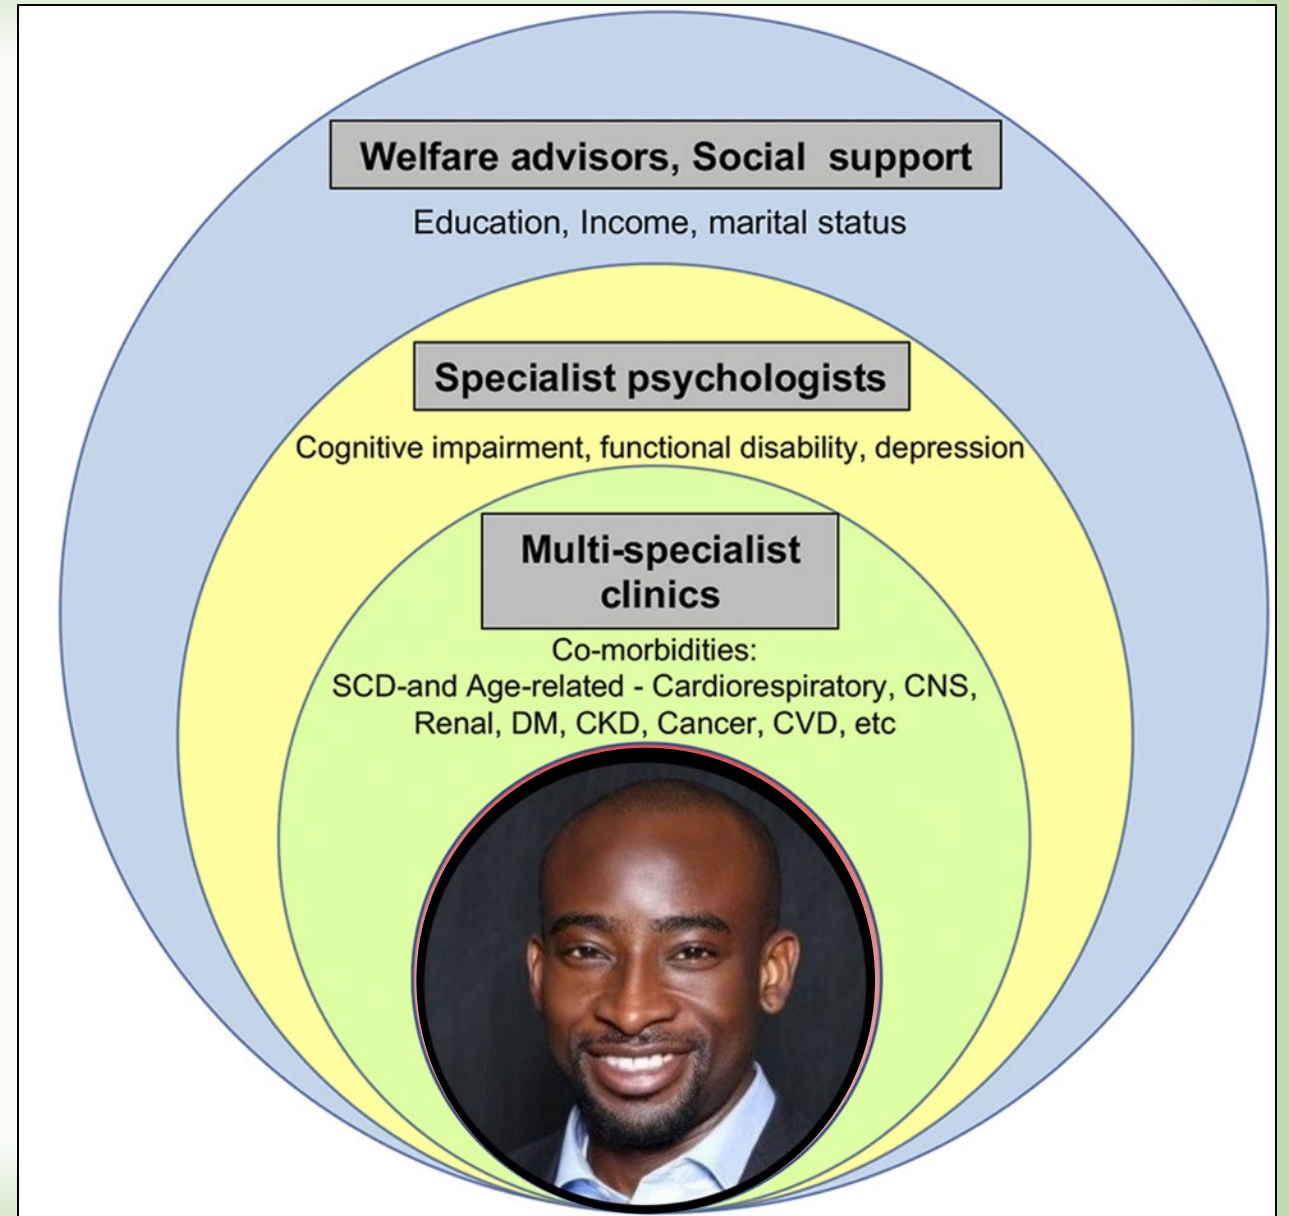 Welfare advisors, Social  support
Education, Income, marital status
Specialist psychologists
Cognitive impairment, functional disability, depression
Multi-specialist
clinics
Co-morbidities:
SCD-and Age-related - Cardiorespiratory, CNS,
Renal, DM, CKD, Cancer, CVD, etc